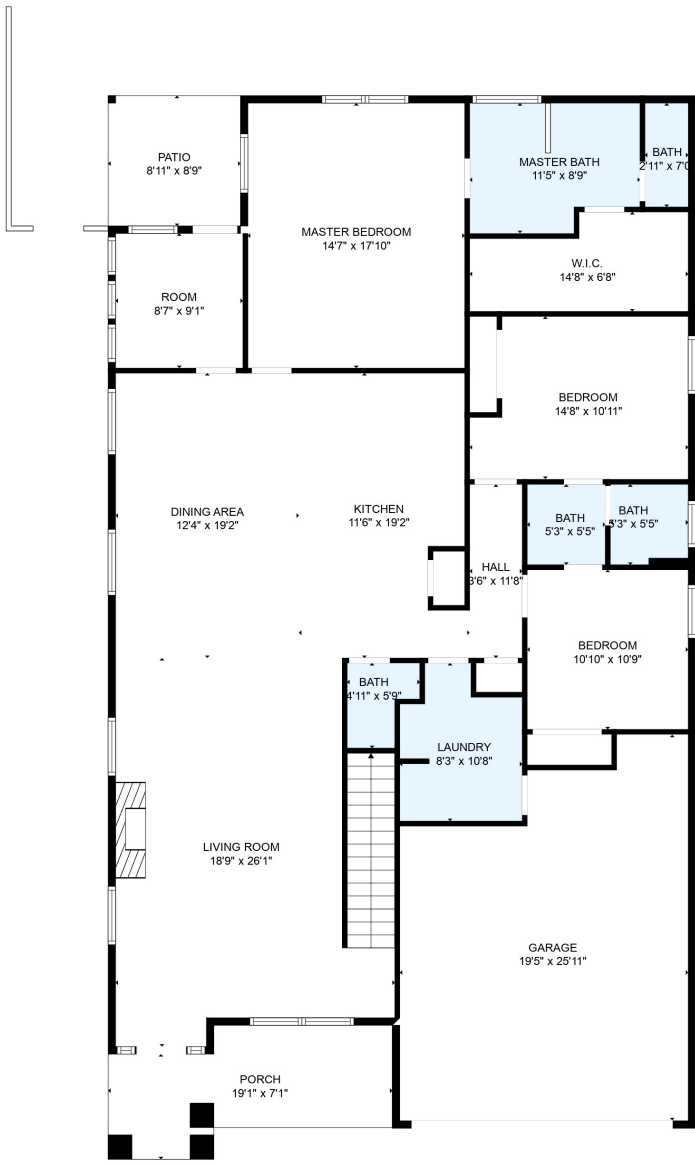 PATIO
8'11" x 8'9"
MASTER BEDROOM
14'7" x 17'10"
MASTER BATH
11'5" x 8'9"
BATH
2'11" x 7'0
W.I.C.
14'8" x 6'8"
ROOM
8'7" x 9'1"
BEDROOM
14'8" x 10'11"
DINING AREA
12'4" x 19'2"
KITCHEN
11'6" x 19'2"
BATH
5'3" x 5'5"
BATH
5'3" x 5'5"
HALL
3'6" x 11'8"
BEDROOM
10'10" x 10'9"
BATH
4'11" x 5'9"
LAUNDRY
8'3" x 10'8"
LIVING ROOM
18'9" x 26'1"
GARAGE
19'5" x 25'11"
PORCH
19'1" x 7'1"